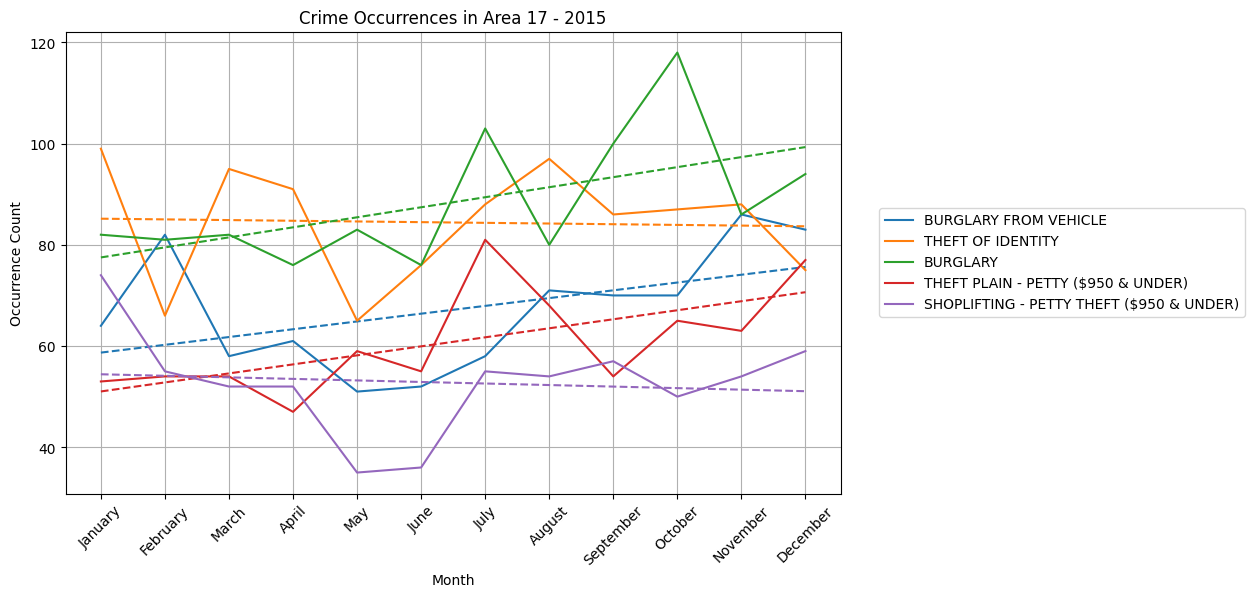 Crime Occurrences in Area 17 - 2015
Occurrence Count
120
100
80
60
40
January
February
March
April
May
June
July
August
September
October
November
December
Month
BURGLARY FROM VEHICLE
THEFT OF IDENTITY
BURGLARY
THEFT PLAIN - PETTY ($950 & UNDER)
SHOPLIFTING - PETTY THEFT ($950 & UNDER)